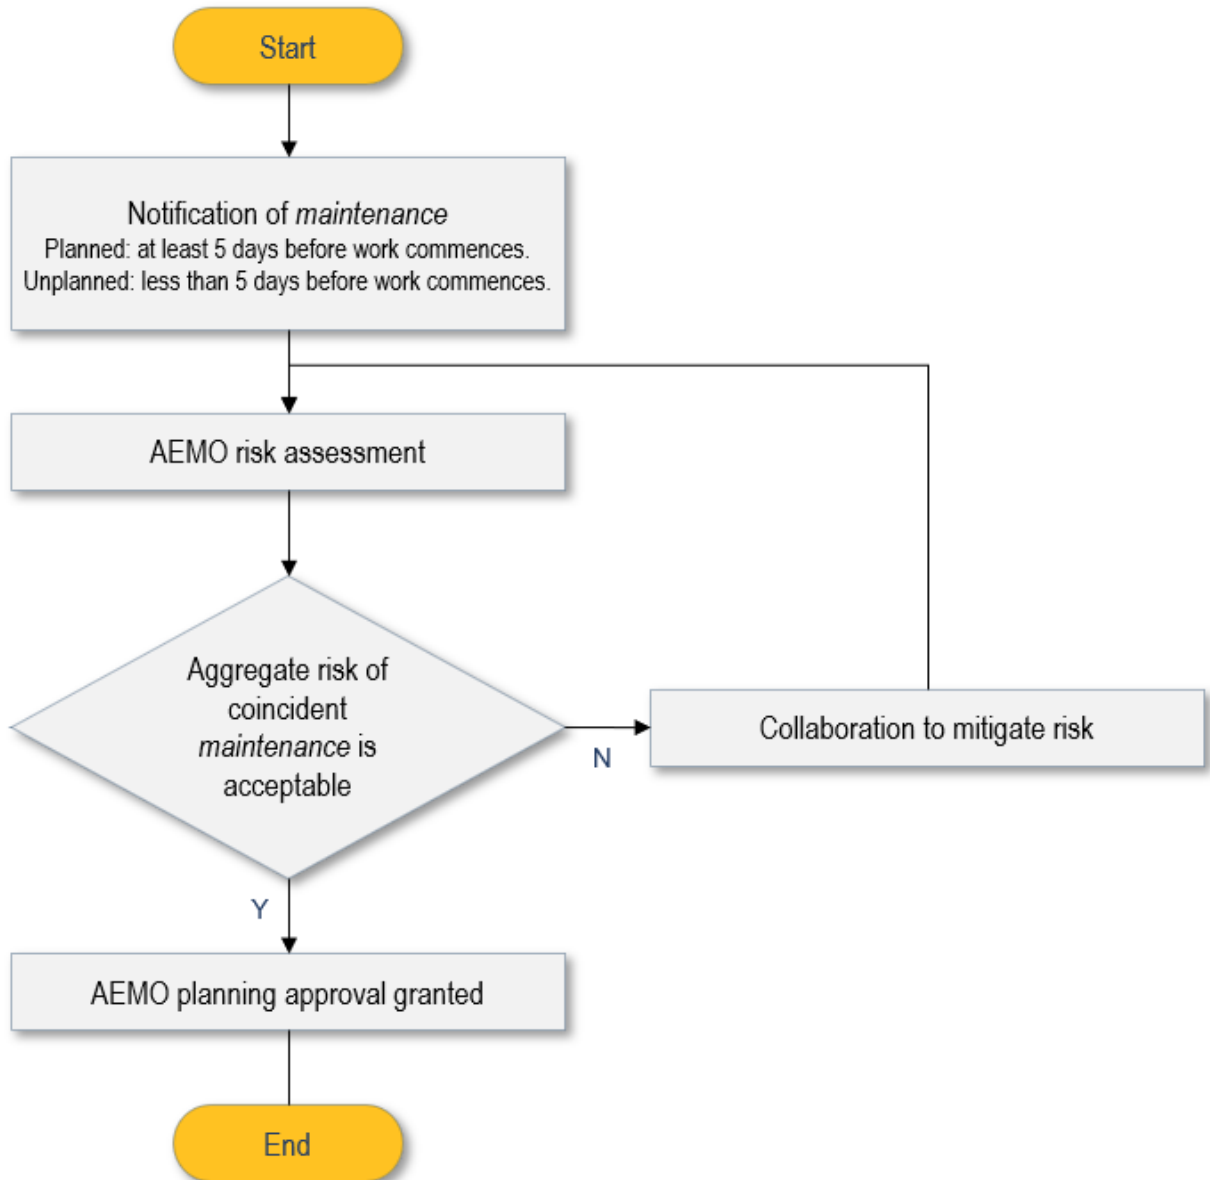 Start
Notification of maintenance
Planned: at least 5 days before work commences.
Unplanned: less than 5 days before work commences.
AEMO risk assessment
Aggregate risk of
coincident
maintenance is
acceptable
N
Collaboration to mitigate risk
Y
AEMO planning approval granted
End